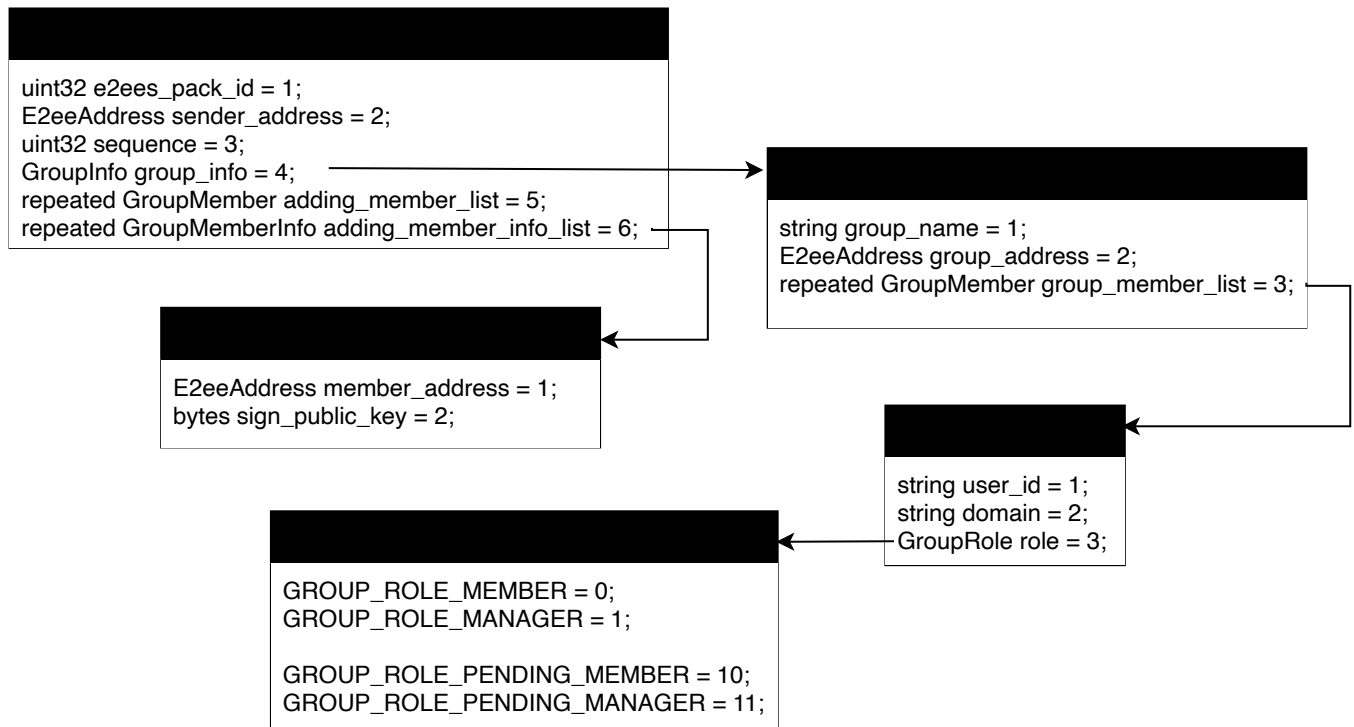 uint32 e2ees_pack_id = 1;
E2eeAddress sender_address = 2;
uint32 sequence = 3;
GroupInfo group_info = 4;
repeated GroupMember adding_member_list = 5;
repeated GroupMemberInfo adding_member_info_list = 6;
string group_name = 1;
E2eeAddress group_address = 2;
repeated GroupMember group_member_list = 3;
E2eeAddress member_address = 1;
bytes sign_public_key = 2;
string user_id = 1;
string domain = 2;
GroupRole role = 3;
GROUP_ROLE_MEMBER = 0;
GROUP_ROLE_MANAGER = 1;
GROUP_ROLE_PENDING_MEMBER = 10;
GROUP_ROLE_PENDING_MANAGER = 11;